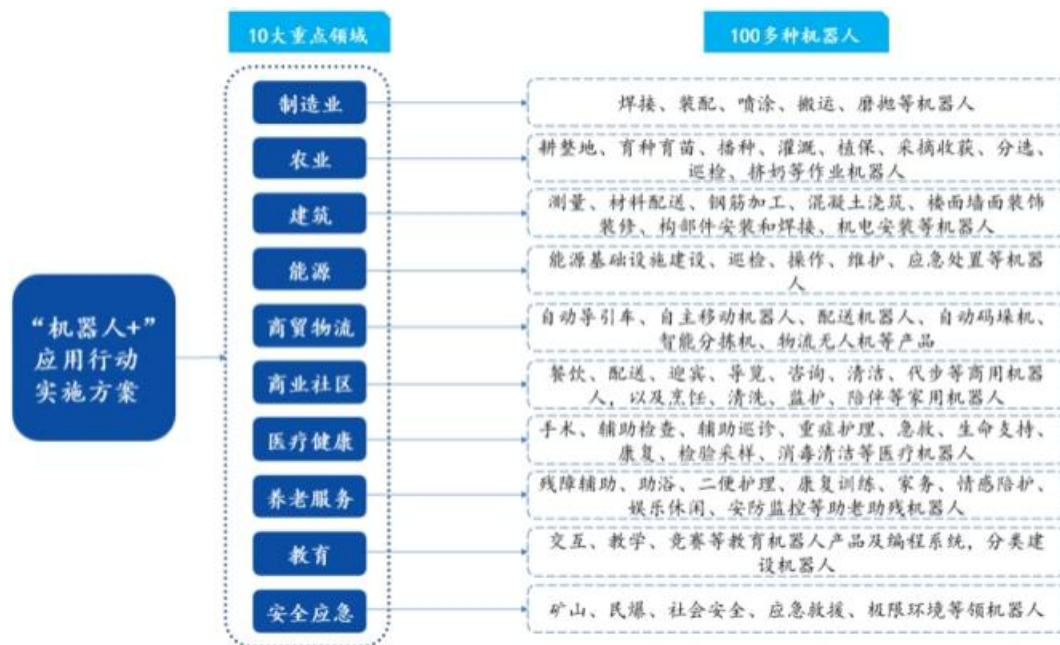 10大重点领域
100多种机器人
“机器人+”
应用行动
实施方案
制造业
焊接、装配、喷涂、搬运、磨抛等机器人
农业
耕整地、育种育苗、播种、灌溉、植保、采摘收获、分选、
巡检、挤奶等作业机器人
建筑
测量、材料配送、钢筋加工、混凝土浇筑、楼面墙面装饰
装修、构部件安装和焊接、机电安装等机器人
能源
能源基础设施建设、巡检、操作、维护、应急处置等机器
人
商贸物流
自动导引车、自主移动机器人、配送机器人、自动码垛机、
智能分拣机、物流无人机等产品
商业社区
餐饮、配送、迎宾、导览、咨询、清洁、代步等商用机器
人，以及烹饪、清洗、监护、陪伴等家用机器人
医疗健康
手术、辅助检查、辅助巡诊、重症护理、急救、生命支持、
康复、检验采样、消毒清洁等医疗机器人
养老服务
残障辅助、助浴、二便护理、康复训练、家务、情感陪护、
娱乐休闲、安防监控等助老助残机器人
教育
交互、教学、竞赛等教育机器人产品及编程系统，分类建
设机器人
安全应急
矿山、民爆、社会安全、应急救援、极限环境等领机器人